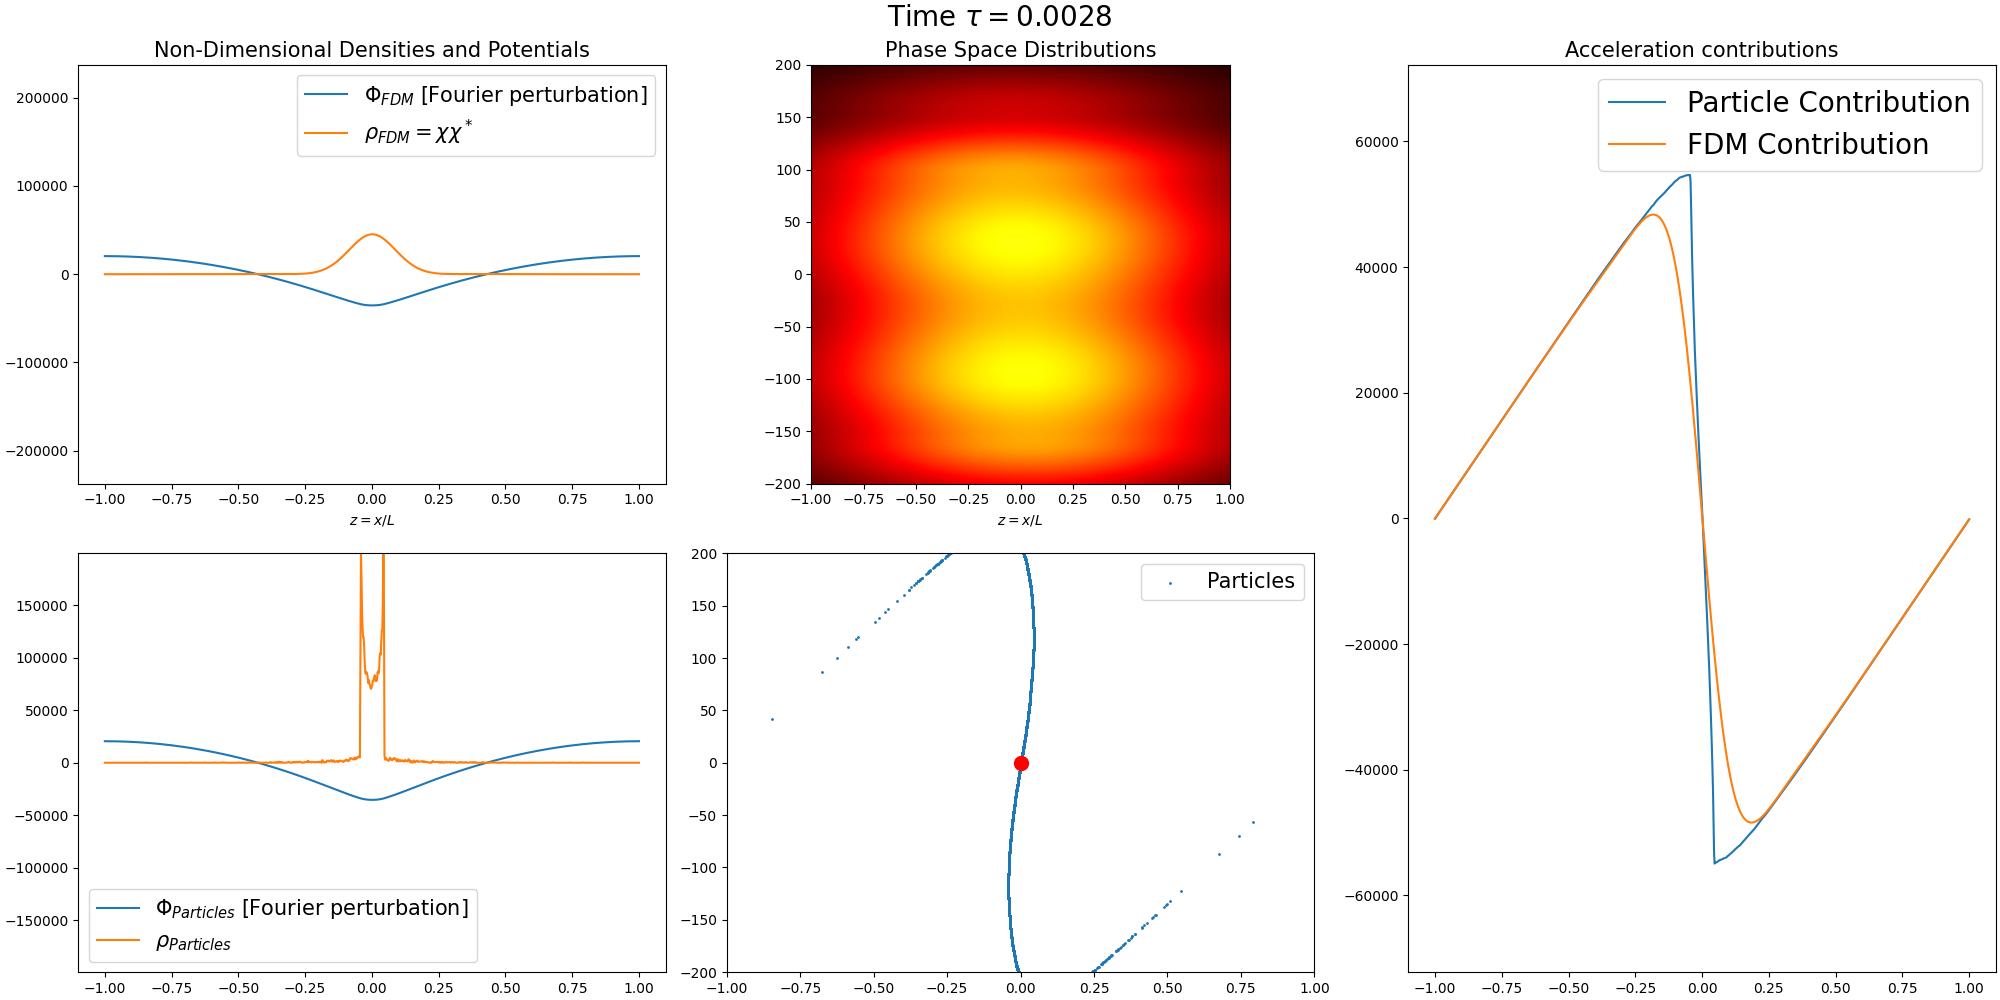 Time τ = 0.0028
Non-Dimensional Densities and Potentials
Φ_FDM [Fourier perturbation]
ρ_FDM = χχ*
200000
100000
0
−100000
−200000
−1.00 −0.75 −0.50 −0.25 0.00 0.25 0.50 0.75 1.00
z = x/L
Phase Space Distributions
200
150
100
50
0
−50
−100
−150
−200
−1.00 −0.75 −0.50 −0.25 0.00 0.25 0.50 0.75 1.00
z = x/L
Acceleration contributions
Particle Contribution
FDM Contribution
60000
40000
20000
0
−20000
−40000
−60000
−1.00 −0.75 −0.50 −0.25 0.00 0.25 0.50 0.75 1.00
150000
100000
50000
0
−50000
−100000
−150000
Φ_Particles [Fourier perturbation]
ρ_Particles
−1.00 −0.75 −0.50 −0.25 0.00 0.25 0.50 0.75 1.00
Particles
200
150
100
50
0
−50
−100
−150
−200
−1.00 −0.75 −0.50 −0.25 0.00 0.25 0.50 0.75 1.00